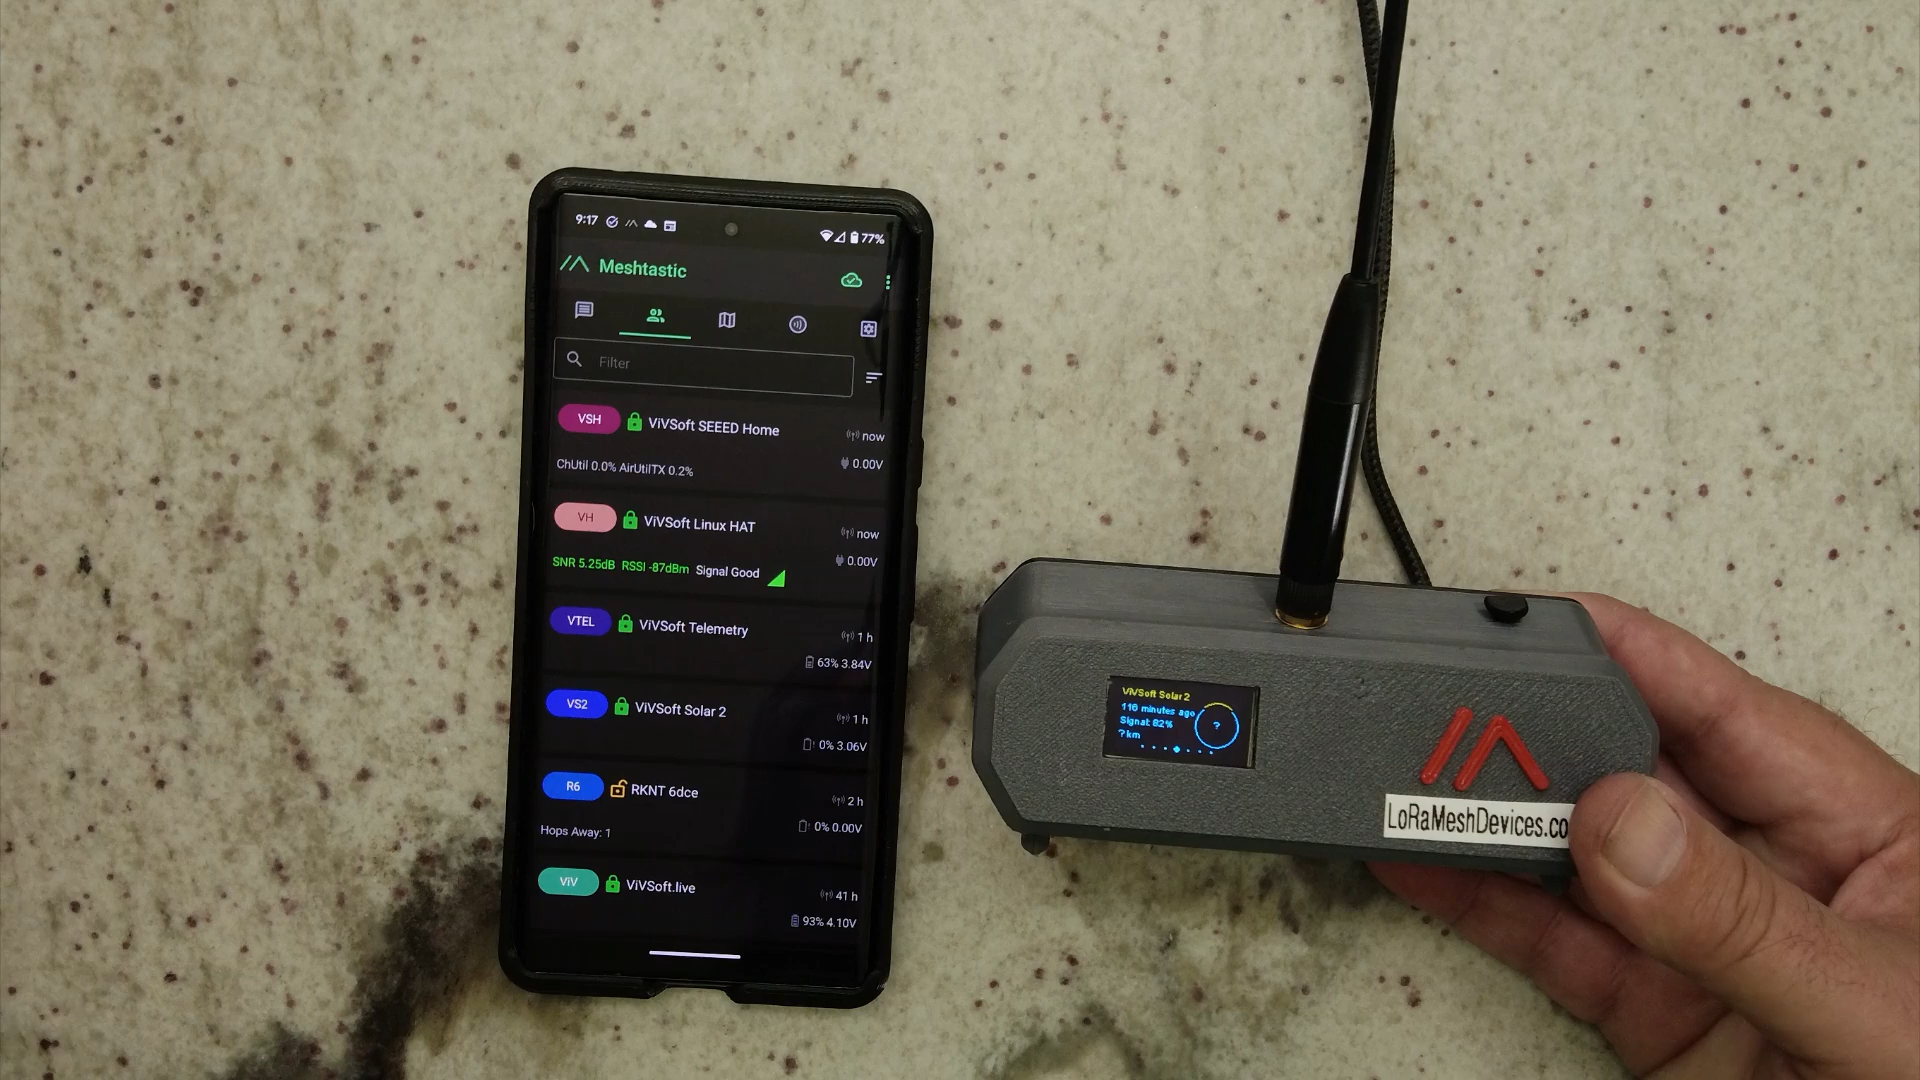 9:17
77%
Meshtastic
Filter
VSH ViVSoft SEEED Home now
ChUtil 0.0% AirUtilTX 0.2% 0.00V
VH ViVSoft Linux HAT now
SNR 5.25dB RSSI -87dBm Signal Good 0.00V
VTEL ViVSoft Telemetry 1 h
63% 3.84V
VS2 ViVSoft Solar 2 1 h
0% 3.06V
R6 RKNT 6dce 2 h
Hops Away: 1 0% 0.00V
ViV ViVSoft.live 41 h
93% 4.10V
ViVSoft Solar 2
116 minutes ago
Signal: 82%
? km
?
LoRaMeshDevices.co